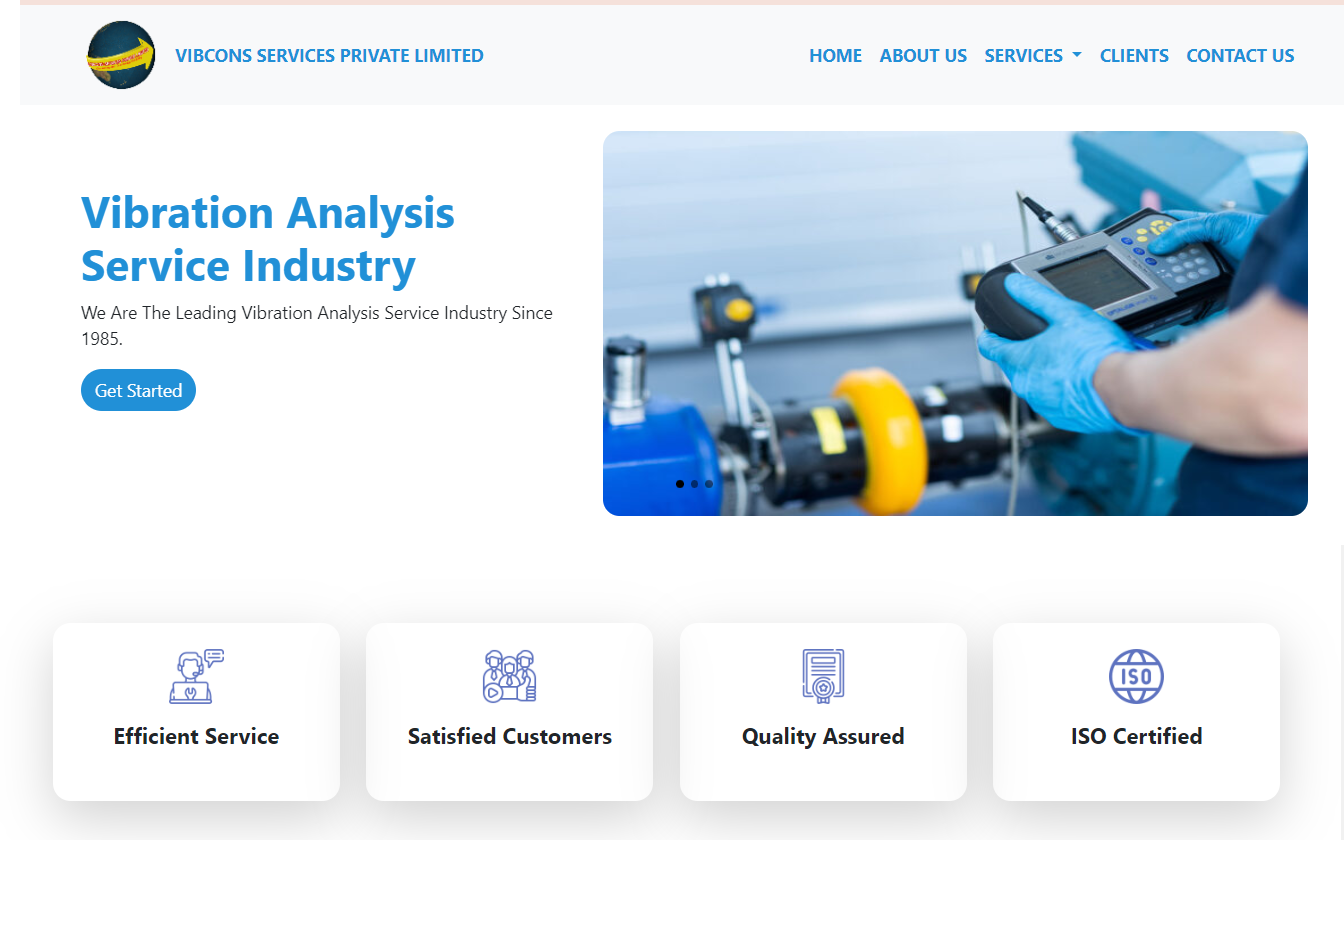 VIBCONS SERVICES PRIVATE LIMITED
HOME ABOUT US SERVICES CLIENTS CONTACT US
Vibration Analysis
Service Industry
We Are The Leading Vibration Analysis Service Industry Since
1985.
Get Started
ISO
Efficient Service
Satisfied Customers
Quality Assured
ISO Certified